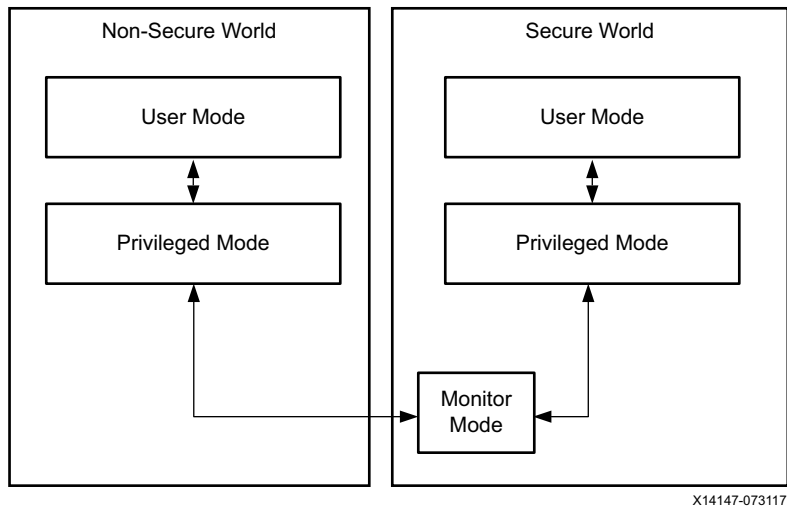 Non-Secure World
User Mode
Privileged Mode
Secure World
User Mode
Privileged Mode
Monitor
Mode
X14147-073117